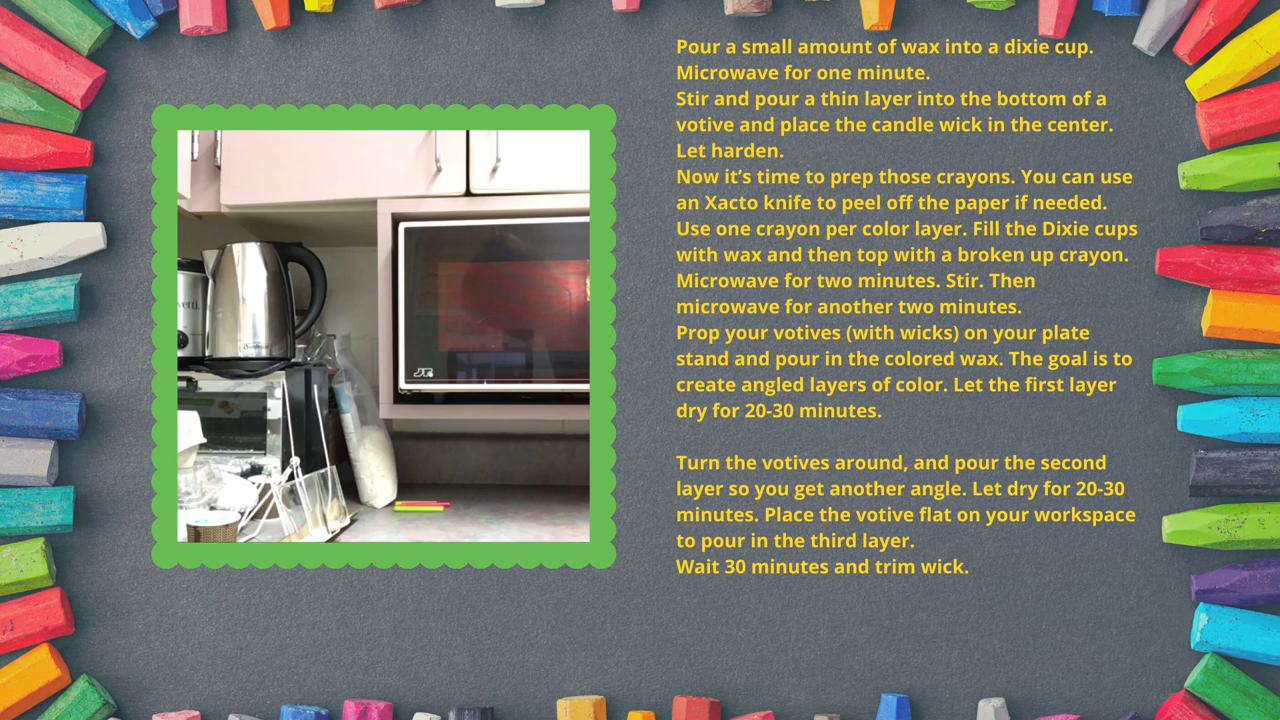 Pour a small amount of wax into a dixie cup.
Microwave for one minute.
Stir and pour a thin layer into the bottom of a
votive and place the candle wick in the center.
Let harden.
Now it’s time to prep those crayons. You can use
an Xacto knife to peel off the paper if needed.
Use one crayon per color layer. Fill the Dixie cups
with wax and then top with a broken up crayon.
Microwave for two minutes. Stir. Then
microwave for another two minutes.
Prop your votives (with wicks) on your plate
stand and pour in the colored wax. The goal is to
create angled layers of color. Let the first layer
dry for 20-30 minutes.
Turn the votives around, and pour the second
layer so you get another angle. Let dry for 20-30
minutes. Place the votive flat on your workspace
to pour in the third layer.
Wait 30 minutes and trim wick.